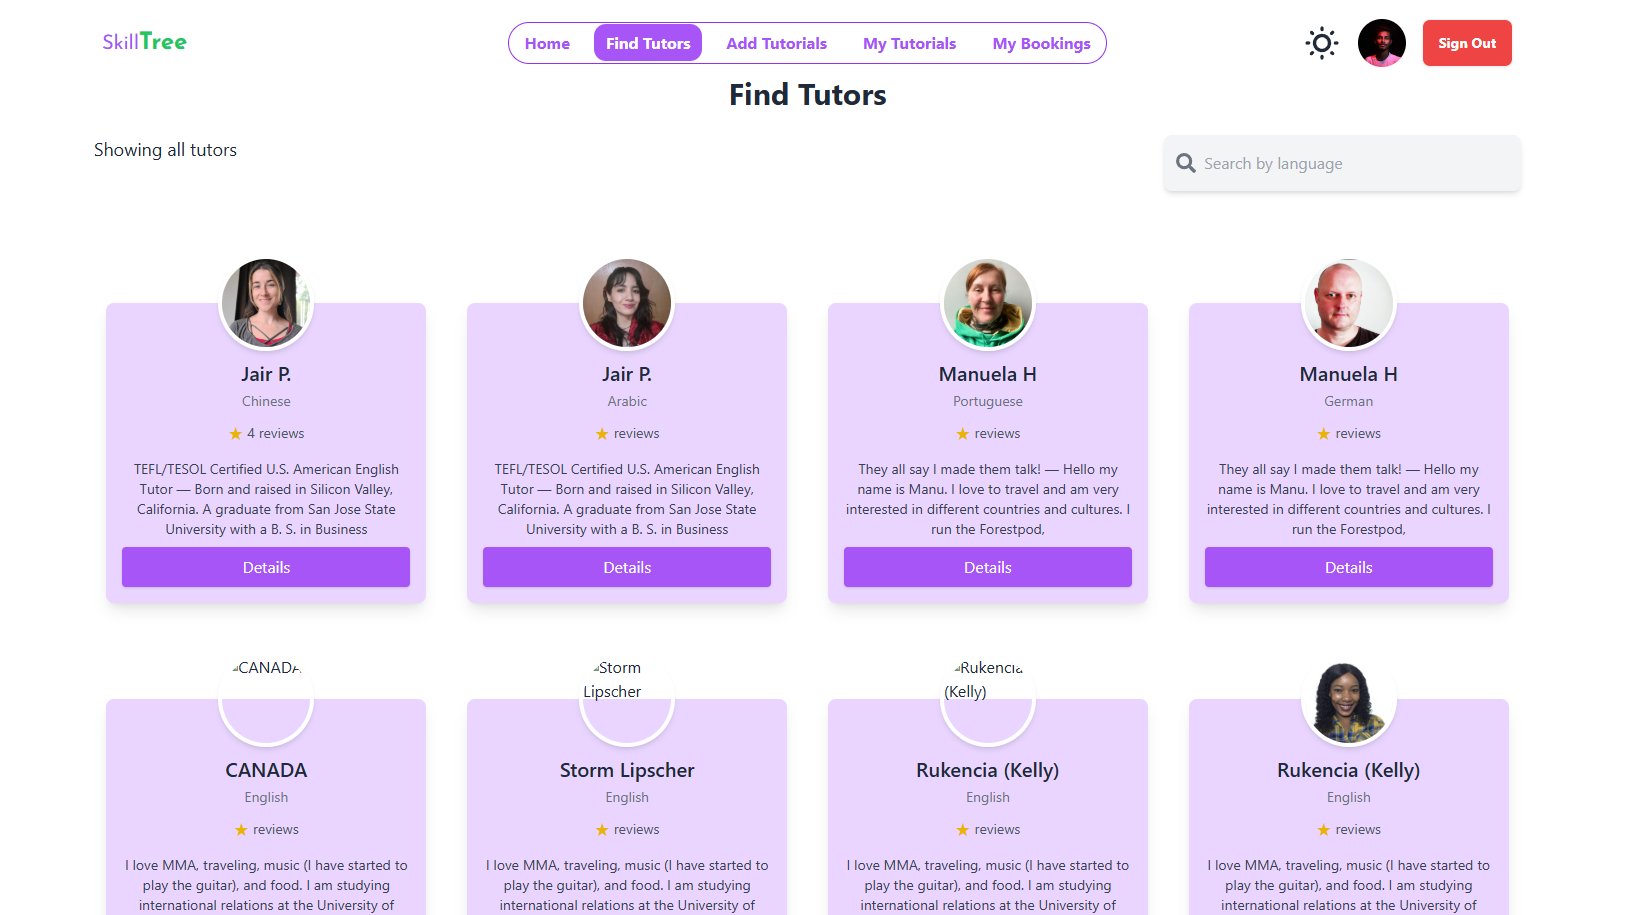 SkillTree
Home
Find Tutors
Add Tutorials
My Tutorials
My Bookings
Sign Out
Find Tutors
Showing all tutors
Search by language
Jair P.
Chinese
4 reviews
TEFL/TESOL Certified U.S. American English
Tutor — Born and raised in Silicon Valley,
California. A graduate from San Jose State
University with a B. S. in Business
Details
Jair P.
Arabic
reviews
TEFL/TESOL Certified U.S. American English
Tutor — Born and raised in Silicon Valley,
California. A graduate from San Jose State
University with a B. S. in Business
Details
Manuela H
Portuguese
reviews
They all say I made them talk! — Hello my
name is Manu. I love to travel and am very
interested in different countries and cultures. I
run the Forestpod,
Details
Manuela H
German
reviews
They all say I made them talk! — Hello my
name is Manu. I love to travel and am very
interested in different countries and cultures. I
run the Forestpod,
Details
CANADA
CANADA
English
reviews
I love MMA, traveling, music (I have started to
play the guitar), and food. I am studying
international relations at the University of
Storm
Lipscher
Storm Lipscher
English
reviews
I love MMA, traveling, music (I have started to
play the guitar), and food. I am studying
international relations at the University of
Rukencia
(Kelly)
Rukencia (Kelly)
English
reviews
I love MMA, traveling, music (I have started to
play the guitar), and food. I am studying
international relations at the University of
Rukencia (Kelly)
English
reviews
I love MMA, traveling, music (I have started to
play the guitar), and food. I am studying
international relations at the University of